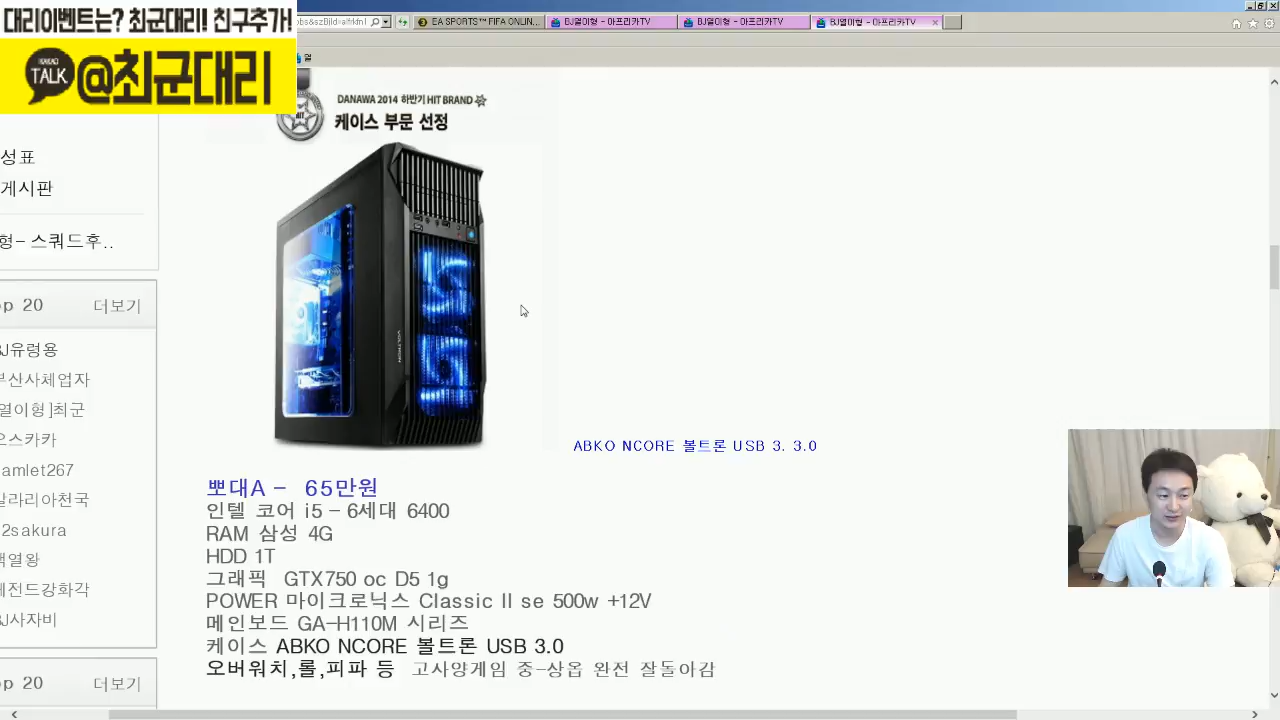 대리이벤트는? 최군대리! 친구추가!
TALK @최군대리
EA SPORTS™ FIFA ONLIN...
BJ열이형 - 아프리카TV
BJ열이형 - 아프리카TV
BJ열이형 - 아프리카TV
DANAWA 2014 하반기 HIT BRAND
케이스 부문 선정
HIT
성표
게시판
형- 스쿼드후..
op 20 더보기
BJ유렁용
부산사체업자
열이형]최군
오스카카
amlet267
칼라리아천국
2sakura
백열왕
레전드강화각
BJ사자비
op 20 더보기
VOLTRON
ABKO NCORE 볼트론 USB 3. 3.0
뽀대A - 65만원
인텔 코어 i5 - 6세대 6400
RAM 삼성 4G
HDD 1T
그래픽 GTX750 oc D5 1g
POWER 마이크로닉스 Classic II se 500w +12V
메인보드 GA-H110M 시리즈
케이스 ABKO NCORE 볼트론 USB 3.0
오버워치,롤,피파 등 고사양게임 중-상옵 완전 잘돌아감